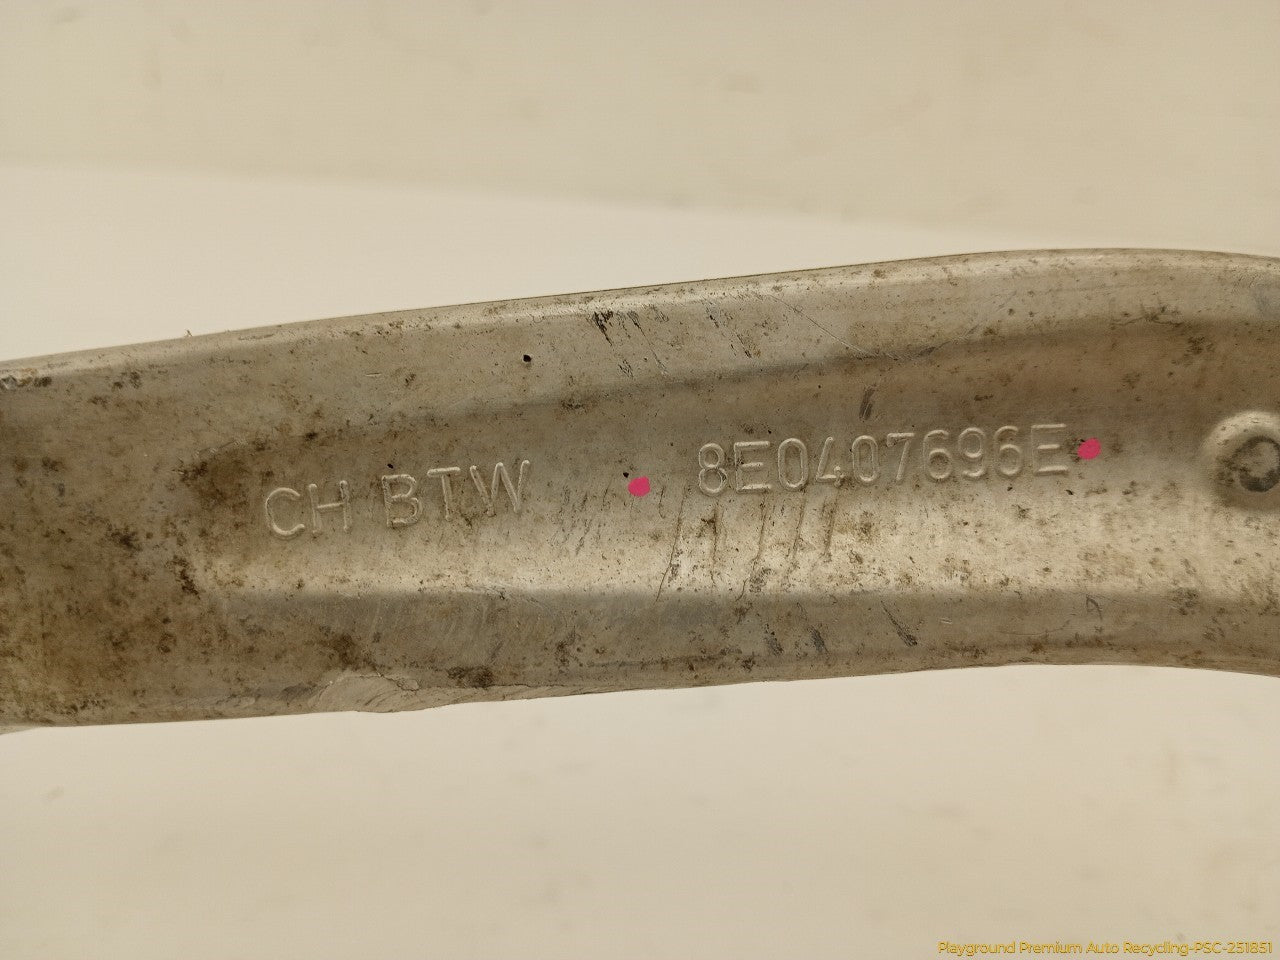 CH BTW 8E0407696E
Playground Premium Auto Recycling-PSC-251851